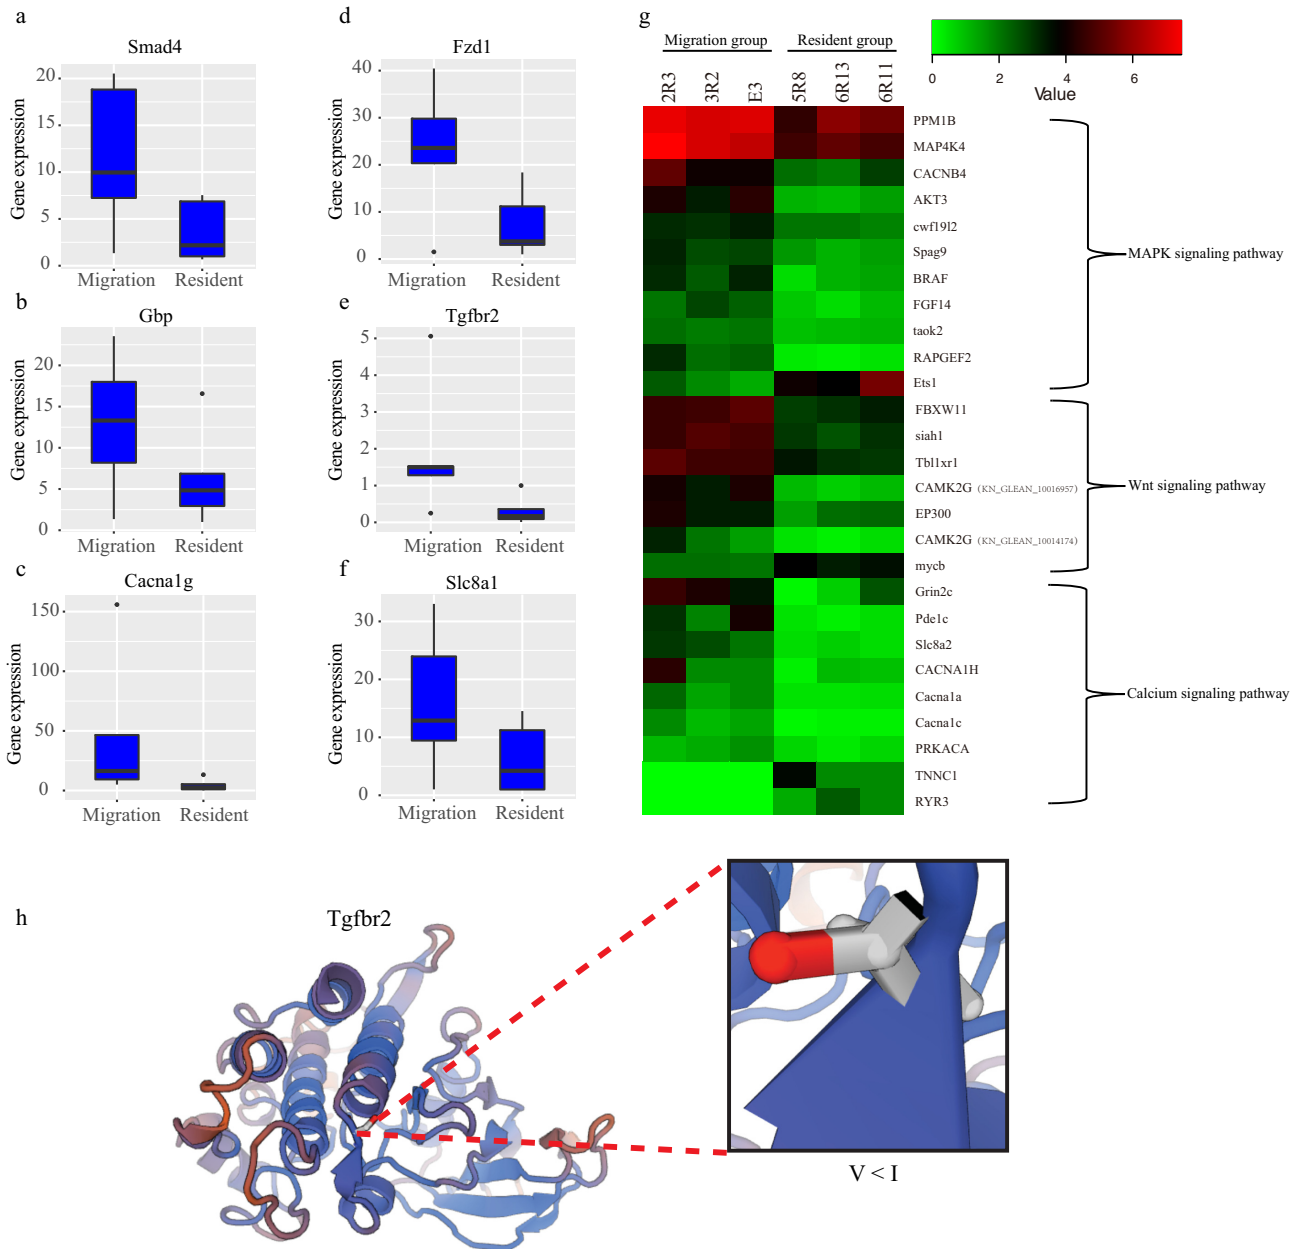 a
Smad4
Gene expression
20
15
10
5
0
Migration Resident
b
Gbp
Gene expression
20
15
10
5
0
Migration Resident
c
Cacna1g
Gene expression
150
100
50
0
Migration Resident
d
Fzd1
Gene expression
40
30
20
10
0
Migration Resident
e
Tgfbr2
Gene expression
5
4
3
2
1
0
Migration Resident
f
Slc8a1
Gene expression
30
20
10
0
Migration Resident
g
Migration group Resident group
2R3 3R2 E3 5R8 6R13 6R11
0 2 4 6
Value
PPM1B
MAP4K4
CACNB4
AKT3
cwf19l2
Spag9
BRAF
FGF14
taok2
RAPGEF2
Ets1
MAPK signaling pathway
FBXW11
siah1
Tbl1xr1
CAMK2G (KN_GLEAN_10016957)
EP300
CAMK2G (KN_GLEAN_10014174)
mycb
Wnt signaling pathway
Grin2c
Pde1c
Slc8a2
CACNA1H
Cacna1a
Cacna1c
PRKACA
TNNC1
RYR3
Calcium signaling pathway
h
Tgfbr2
V < I